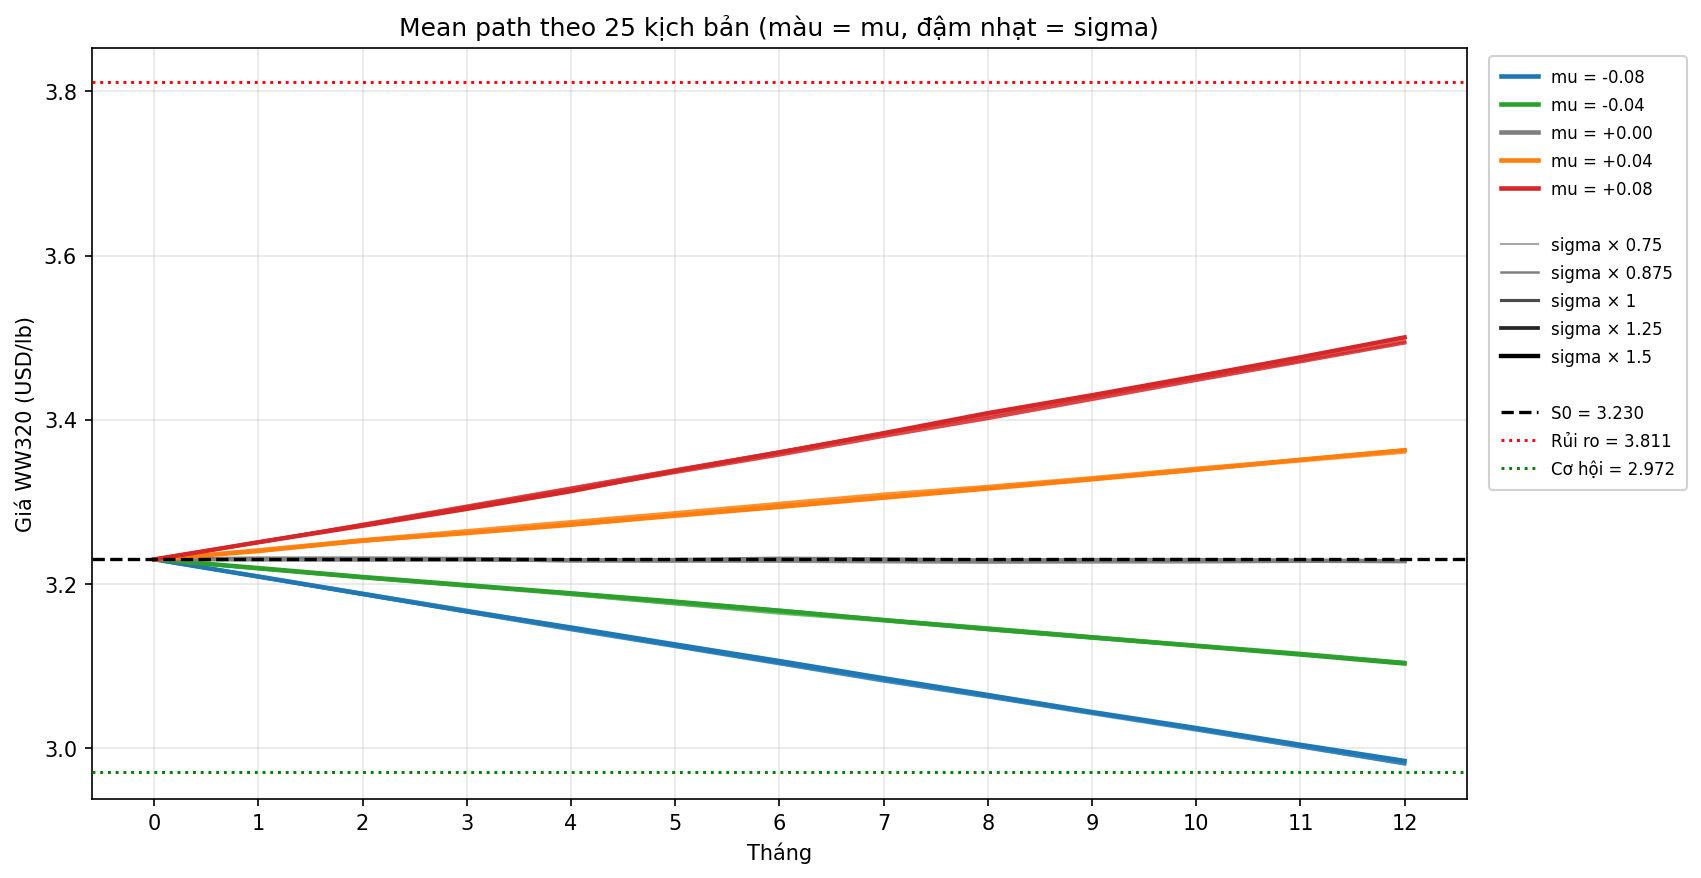 Mean path theo 25 kịch bản (màu = mu, đậm nhạt = sigma)
Giá WW320 (USD/lb)
3.8
3.6
3.4
3.2
3.0
0 1 2 3 4 5 6 7 8 9 10 11 12
Tháng
mu = -0.08
mu = -0.04
mu = +0.00
mu = +0.04
mu = +0.08
sigma × 0.75
sigma × 0.875
sigma × 1
sigma × 1.25
sigma × 1.5
S0 = 3.230
Rủi ro = 3.811
Cơ hội = 2.972